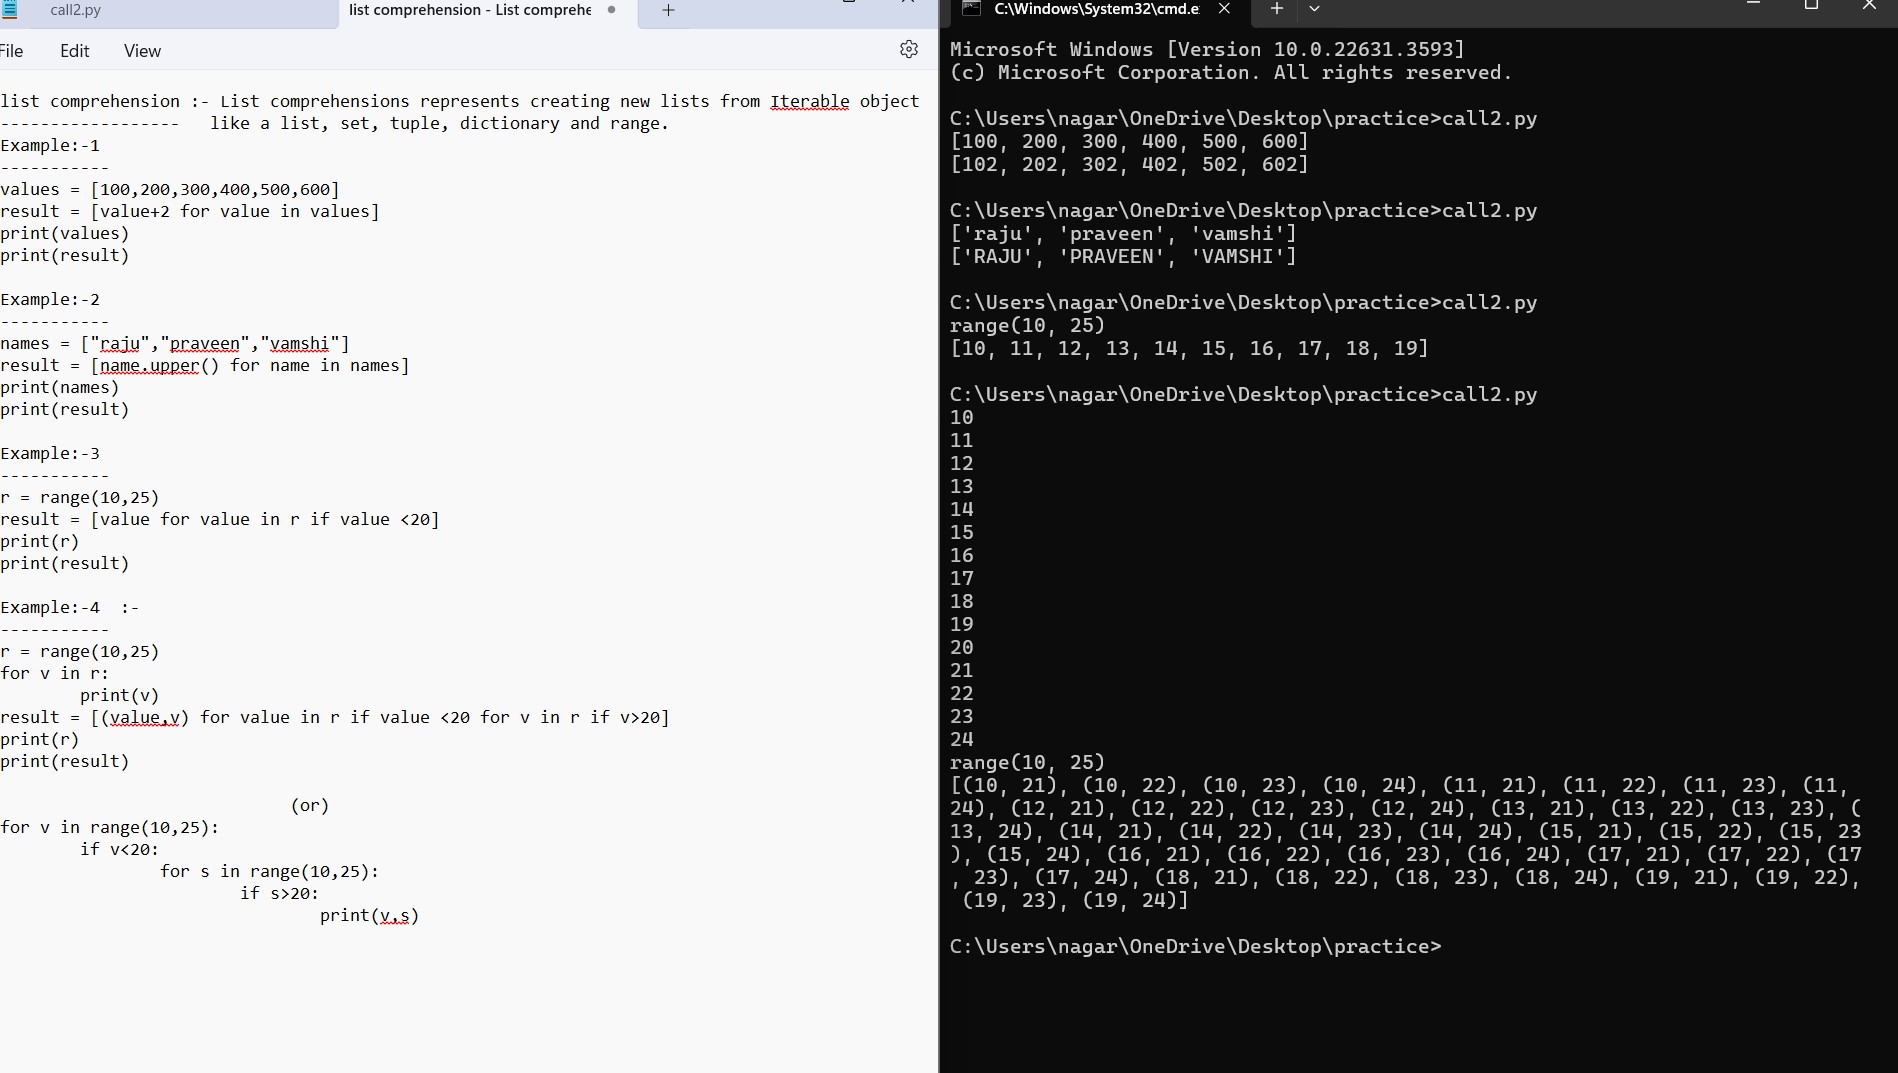 call2.py
list comprehension - List comprehe
File Edit View
list comprehension :- List comprehensions represents creating new lists from Iterable object
------------------   like a list, set, tuple, dictionary and range.
Example:-1
-----------
values = [100,200,300,400,500,600]
result = [value+2 for value in values]
print(values)
print(result)
Example:-2
-----------
names = ["raju","praveen","vamshi"]
result = [name.upper() for name in names]
print(names)
print(result)
Example:-3
-----------
r = range(10,25)
result = [value for value in r if value <20]
print(r)
print(result)
Example:-4  :-
-----------
r = range(10,25)
for v in r:
        print(v)
result = [(value,v) for value in r if value <20 for v in r if v>20]
print(r)
print(result)
(or)
for v in range(10,25):
        if v<20:
                for s in range(10,25):
                        if s>20:
                                print(v,s)
C:\Windows\System32\cmd.e
Microsoft Windows [Version 10.0.22631.3593]
(c) Microsoft Corporation. All rights reserved.
C:\Users\nagar\OneDrive\Desktop\practice>call2.py
[100, 200, 300, 400, 500, 600]
[102, 202, 302, 402, 502, 602]
C:\Users\nagar\OneDrive\Desktop\practice>call2.py
['raju', 'praveen', 'vamshi']
['RAJU', 'PRAVEEN', 'VAMSHI']
C:\Users\nagar\OneDrive\Desktop\practice>call2.py
range(10, 25)
[10, 11, 12, 13, 14, 15, 16, 17, 18, 19]
C:\Users\nagar\OneDrive\Desktop\practice>call2.py
10
11
12
13
14
15
16
17
18
19
20
21
22
23
24
range(10, 25)
[(10, 21), (10, 22), (10, 23), (10, 24), (11, 21), (11, 22), (11, 23), (11,
24), (12, 21), (12, 22), (12, 23), (12, 24), (13, 21), (13, 22), (13, 23), (
13, 24), (14, 21), (14, 22), (14, 23), (14, 24), (15, 21), (15, 22), (15, 23
), (15, 24), (16, 21), (16, 22), (16, 23), (16, 24), (17, 21), (17, 22), (17
, 23), (17, 24), (18, 21), (18, 22), (18, 23), (18, 24), (19, 21), (19, 22),
 (19, 23), (19, 24)]
C:\Users\nagar\OneDrive\Desktop\practice>